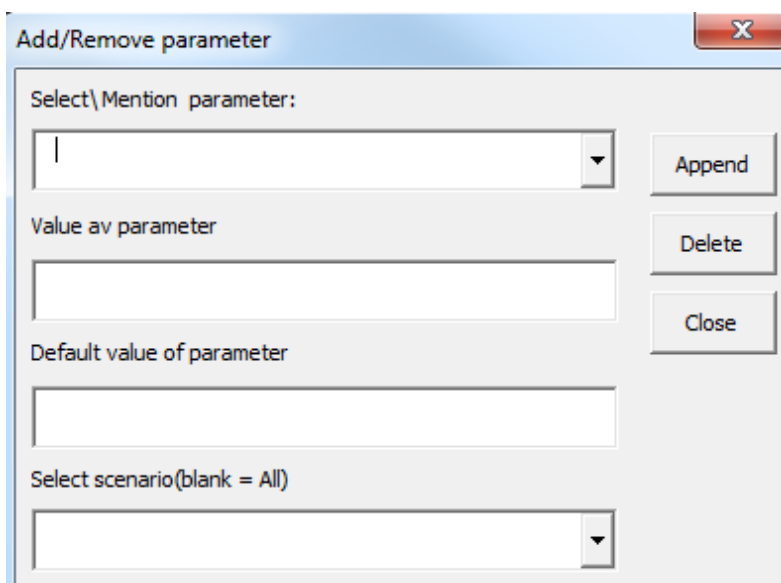 Add/Remove parameter
Select\Mention parameter:
Append
Value av parameter
Delete
Close
Default value of parameter
Select scenario(blank = All)